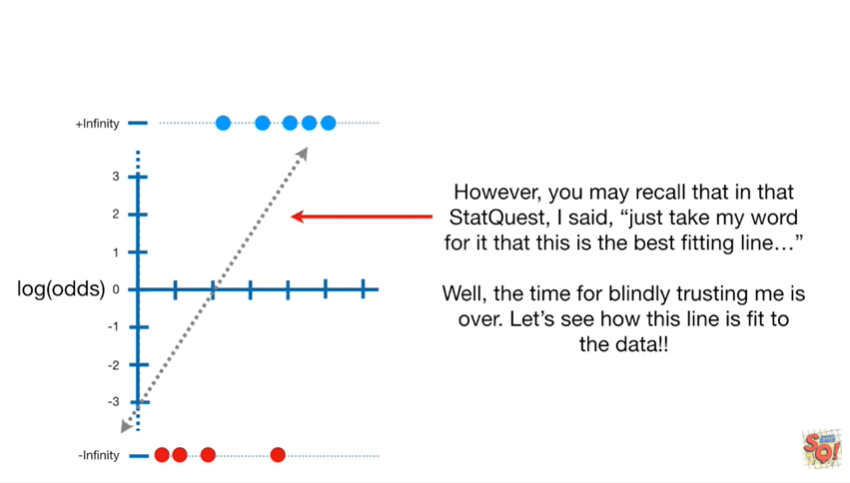 +Infinity
3
2
1
log(odds) 0
-1
-2
-3
-Infinity
However, you may recall that in that
StatQuest, I said, “just take my word
for it that this is the best fitting line…”
Well, the time for blindly trusting me is
over. Let’s see how this line is fit to
the data!!
SQ!